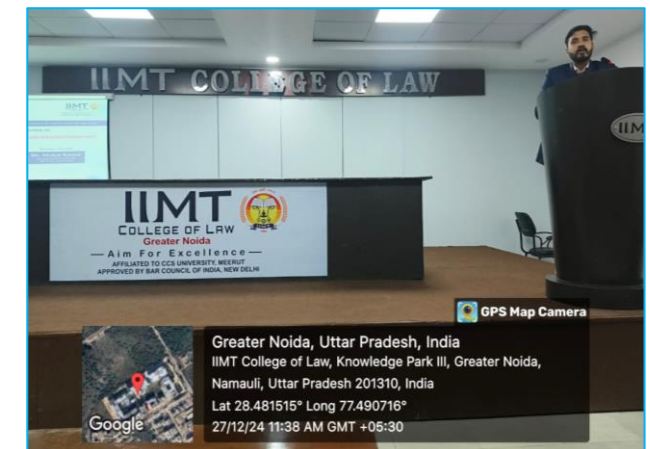 IIMT COLLEGE OF LAW
IIMT
IIM
IIMT
COLLEGE OF LAW
Greater Noida
Aim For Excellence
AFFILIATED TO CCS UNIVERSITY, MEERUT
APPROVED BY BAR COUNCIL OF INDIA, NEW DELHI
GPS Map Camera
Greater Noida, Uttar Pradesh, India
IIMT College of Law, Knowledge Park III, Greater Noida,
Namauli, Uttar Pradesh 201310, India
Lat 28.481515° Long 77.490716°
27/12/24 11:38 AM GMT +05:30
Google